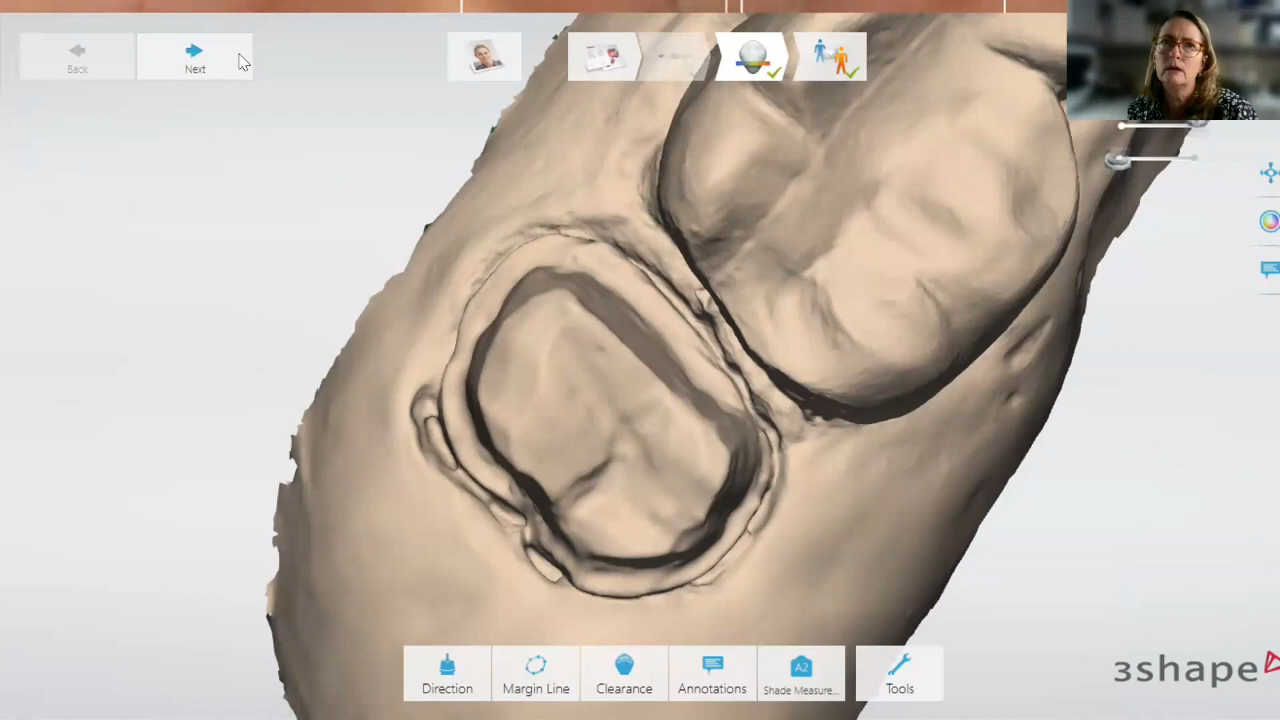 Back
Next
Direction
Margin Line
Clearance
Annotations
A2
Shade Measure...
Tools
3shape